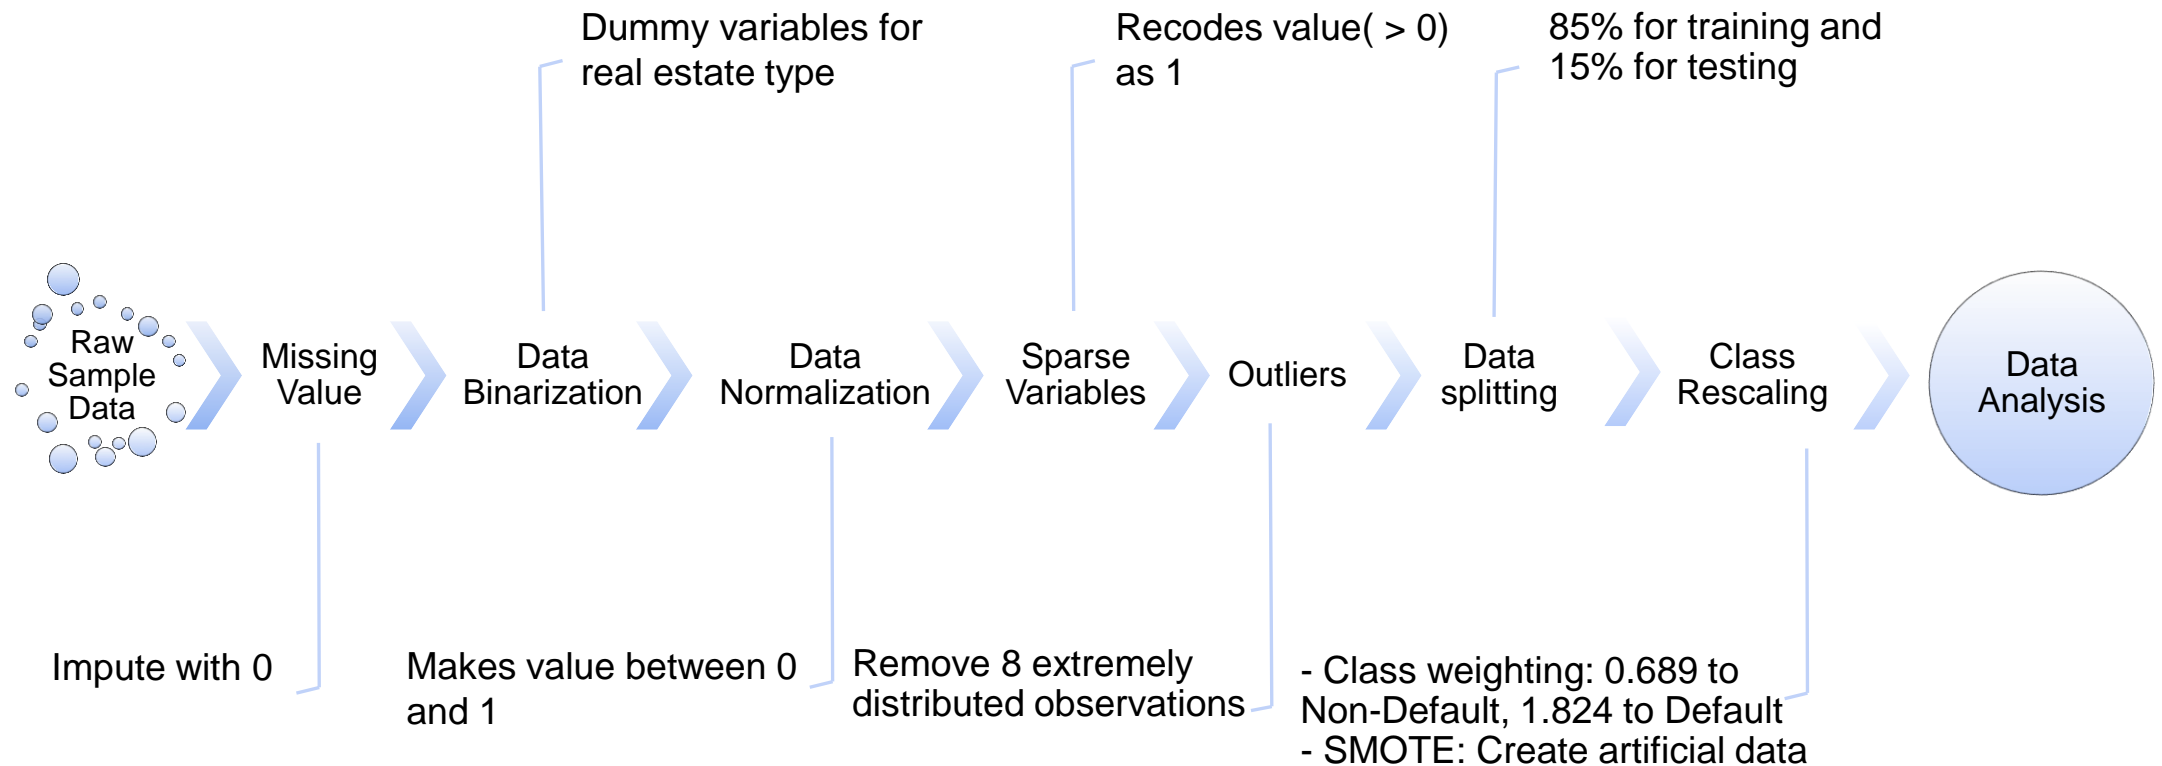 Dummy variables for
real estate type
Recodes value( > 0)
as 1
85% for training and
15% for testing
Raw
Sample
Data
Missing
Value
Data
Binarization
Data
Normalization
Sparse
Variables
Outliers
Data
splitting
Class
Rescaling
Data
Analysis
Impute with 0
Makes value between 0
and 1
Remove 8 extremely
distributed observations
- Class weighting: 0.689 to
Non-Default, 1.824 to Default
- SMOTE: Create artificial data